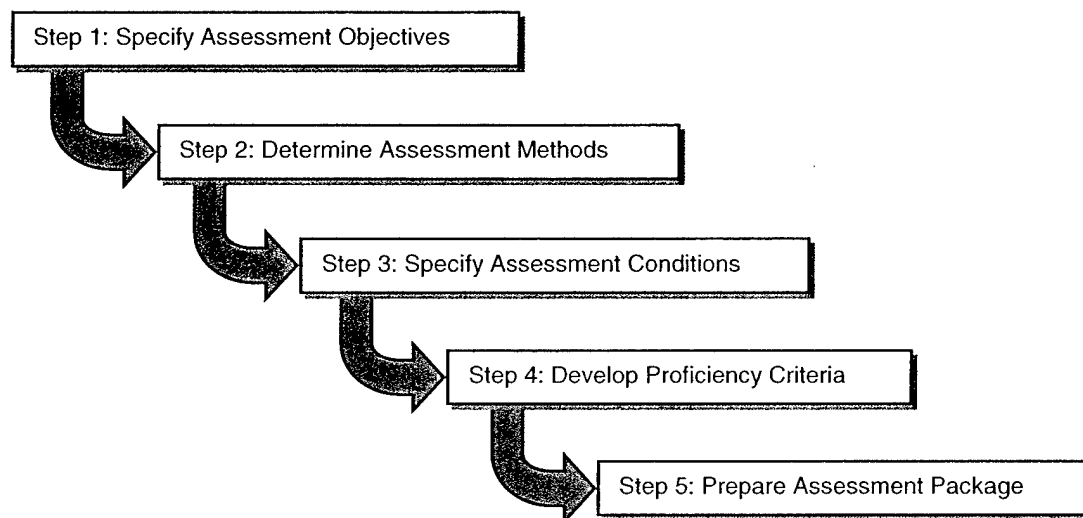 Step 1: Specify Assessment Objectives
Step 2: Determine Assessment Methods
Step 3: Specify Assessment Conditions
Step 4: Develop Proficiency Criteria
Step 5: Prepare Assessment Package